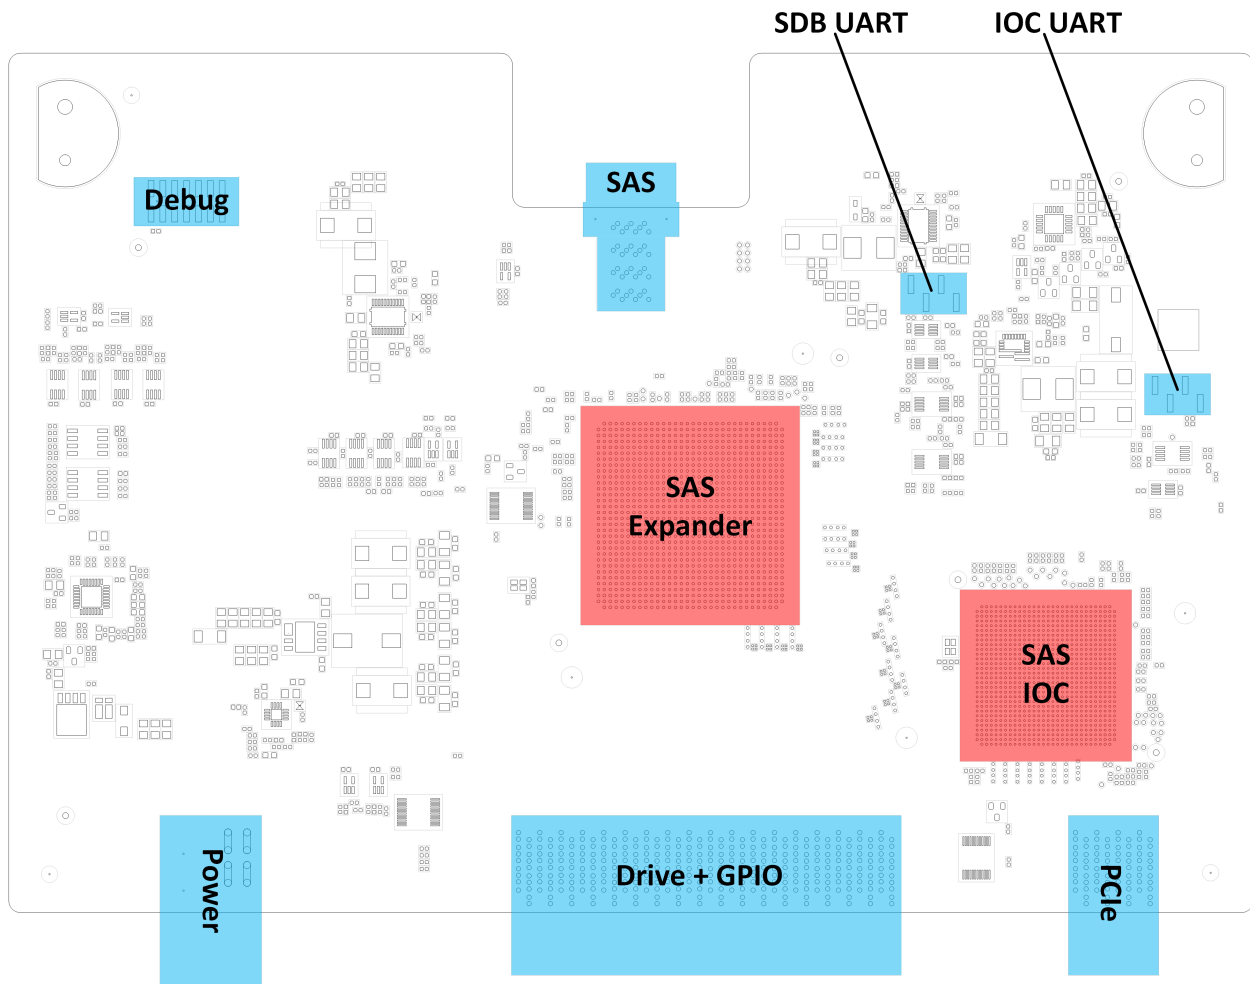 SDB UART
IOC UART
SAS
Debug
SAS
Expander
SAS
IOC
Power
Drive + GPIO
PCIe